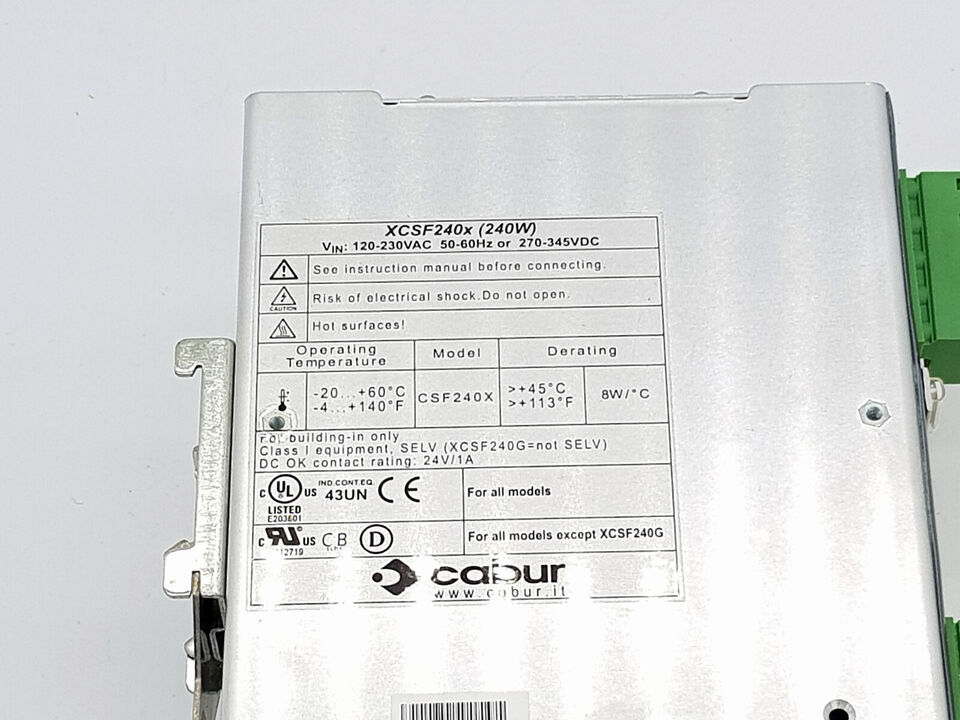 XCSF240x (240W)
VIN: 120-230VAC 50-60Hz or 270-345VDC
See instruction manual before connecting.
CAUTION
Risk of electrical shock. Do not open.
Hot surfaces!
Operating Temperature
Model
Derating
-20...+60°C
-4...+140°F
CSF240X
>+45°C
>+113°F
8W/°C
For building-in only
Class I equipment, SELV (XCSF240G=not SELV)
DC OK contact rating: 24V/1A
c UL US LISTED E203601
IND.CONT.EQ. 43UN CE
For all models
c RU US CB D
For all models except XCSF240G
cabur
www.cabur.it